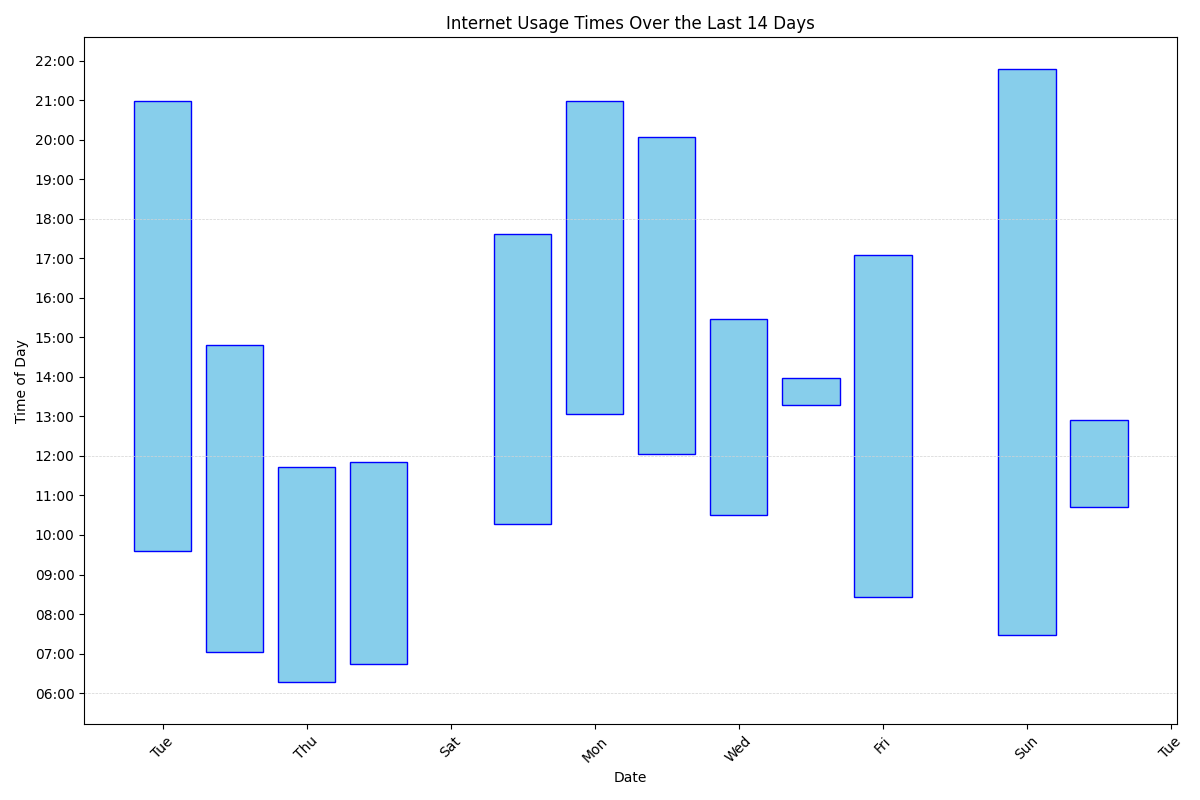 Internet Usage Times Over the Last 14 Days
Time of Day
22:00
21:00
20:00
19:00
18:00
17:00
16:00
15:00
14:00
13:00
12:00
11:00
10:00
09:00
08:00
07:00
06:00
Tue
Thu
Sat
Mon
Wed
Fri
Sun
Tue
Date